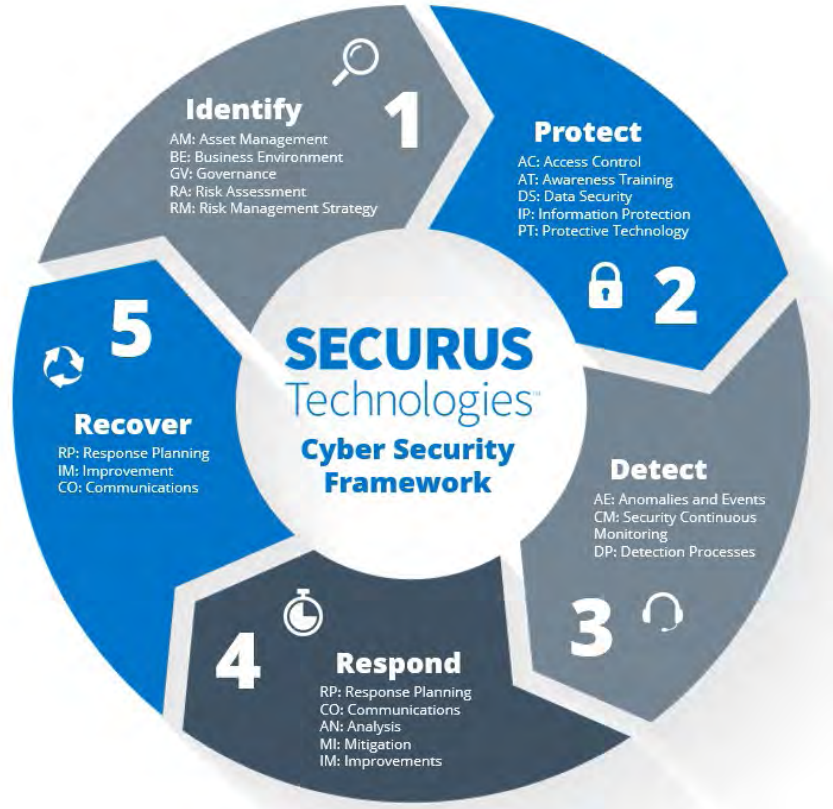 Identify
1
AM: Asset Management
BE: Business Environment
GV: Governance
RA: Risk Assessment
RM: Risk Management Strategy
Protect
AC: Access Control
AT: Awareness Training
DS: Data Security
IP: Information Protection
PT: Protective Technology
2
Detect
AE: Anomalies and Events
CM: Security Continuous
Monitoring
DP: Detection Processes
3
4
Respond
RP: Response Planning
CO: Communications
AN: Analysis
MI: Mitigation
IM: Improvements
5
Recover
RP: Response Planning
IM: Improvement
CO: Communications
SECURUS
Technologies™
Cyber Security
Framework